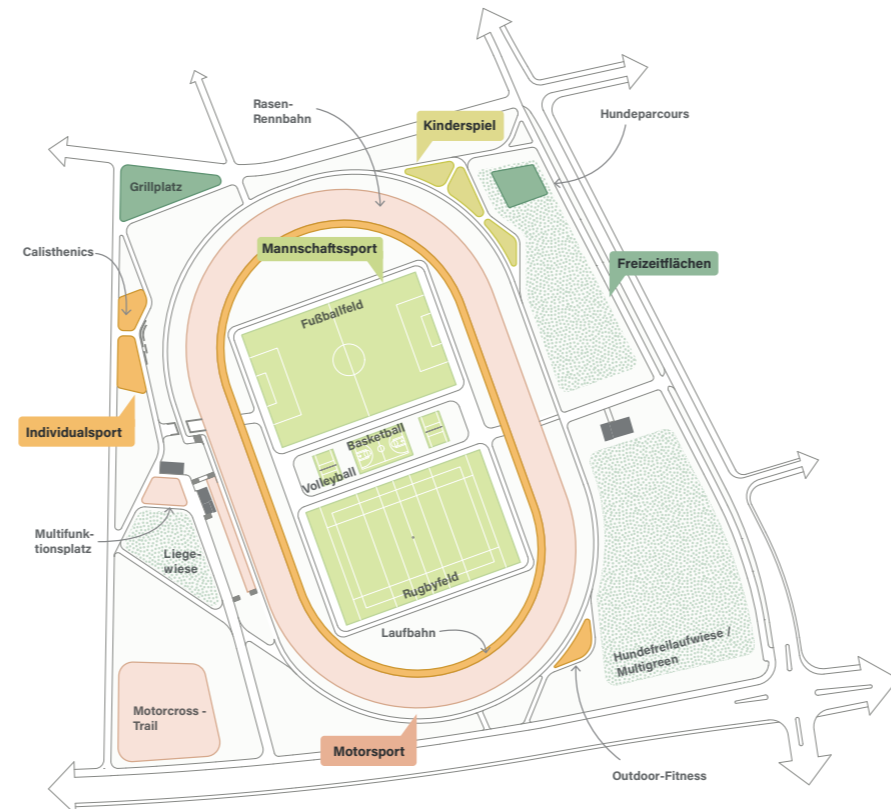 Rasen-
Rennbahn
Kinderspiel
Hundeparcours
Grillplatz
Mannschaftssport
Calisthenics
Freizeitflächen
Fußballfeld
Individualsport
Basketball
Volleyball
Multifunk-
tionsplatz
Liege-
wiese
Rugbyfeld
Laufbahn
Hundefreilaufwiese /
Multigreen
Motorcross -
Trail
Motorsport
Outdoor-Fitness